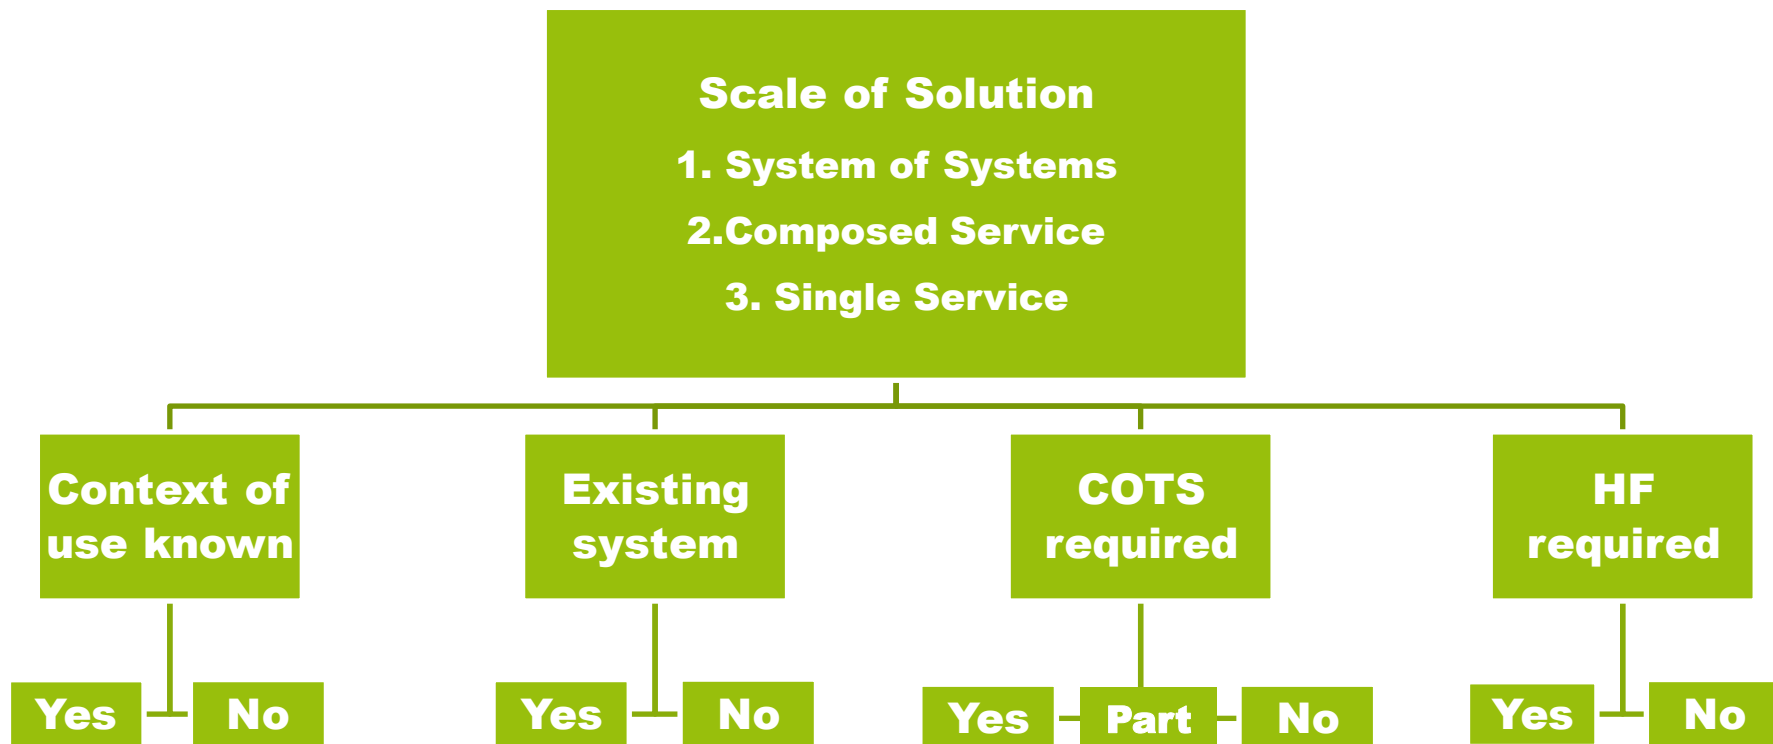 Scale of Solution
1. System of Systems
2.Composed Service
3. Single Service
Context of
use known
Existing
system
COTS
required
HF
required
Yes
No
Yes
No
Yes
Part
No
Yes
No